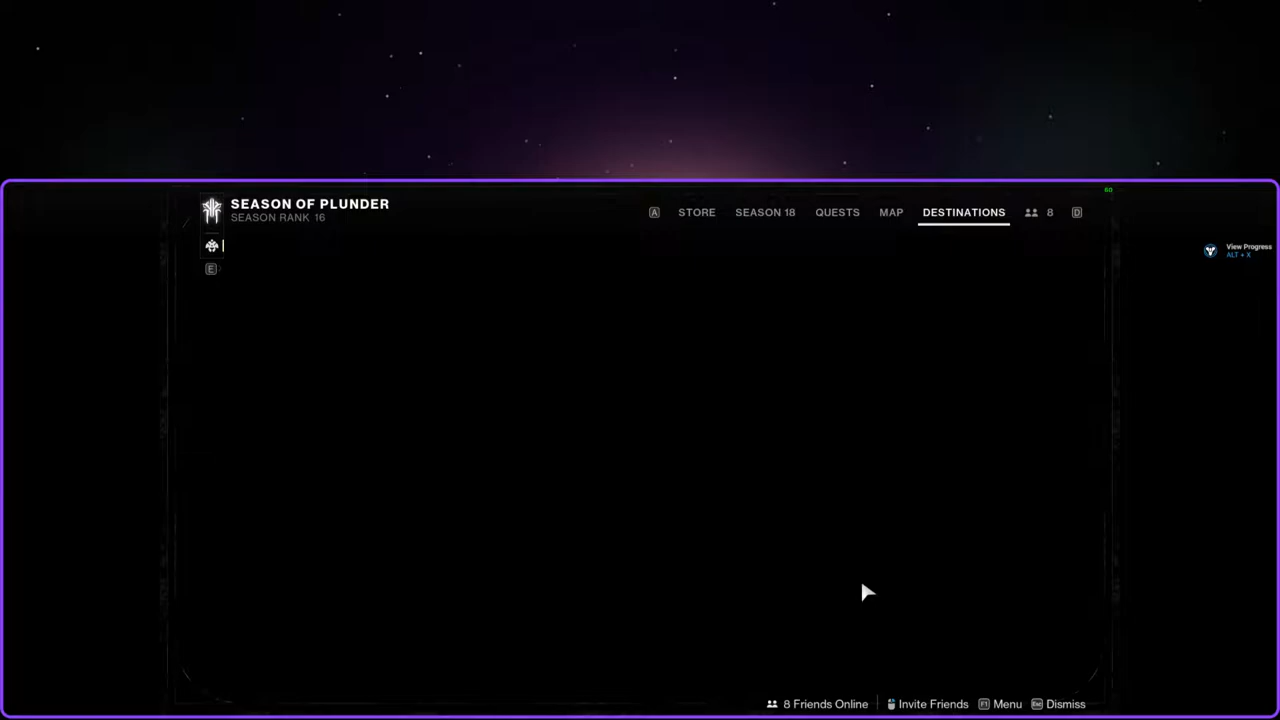 SEASON OF PLUNDER
SEASON RANK 16
A STORE SEASON 18 QUESTS MAP DESTINATIONS 8 D
60
E
View Progress
ALT + X
8 Friends Online Invite Friends F1 Menu Esc Dismiss